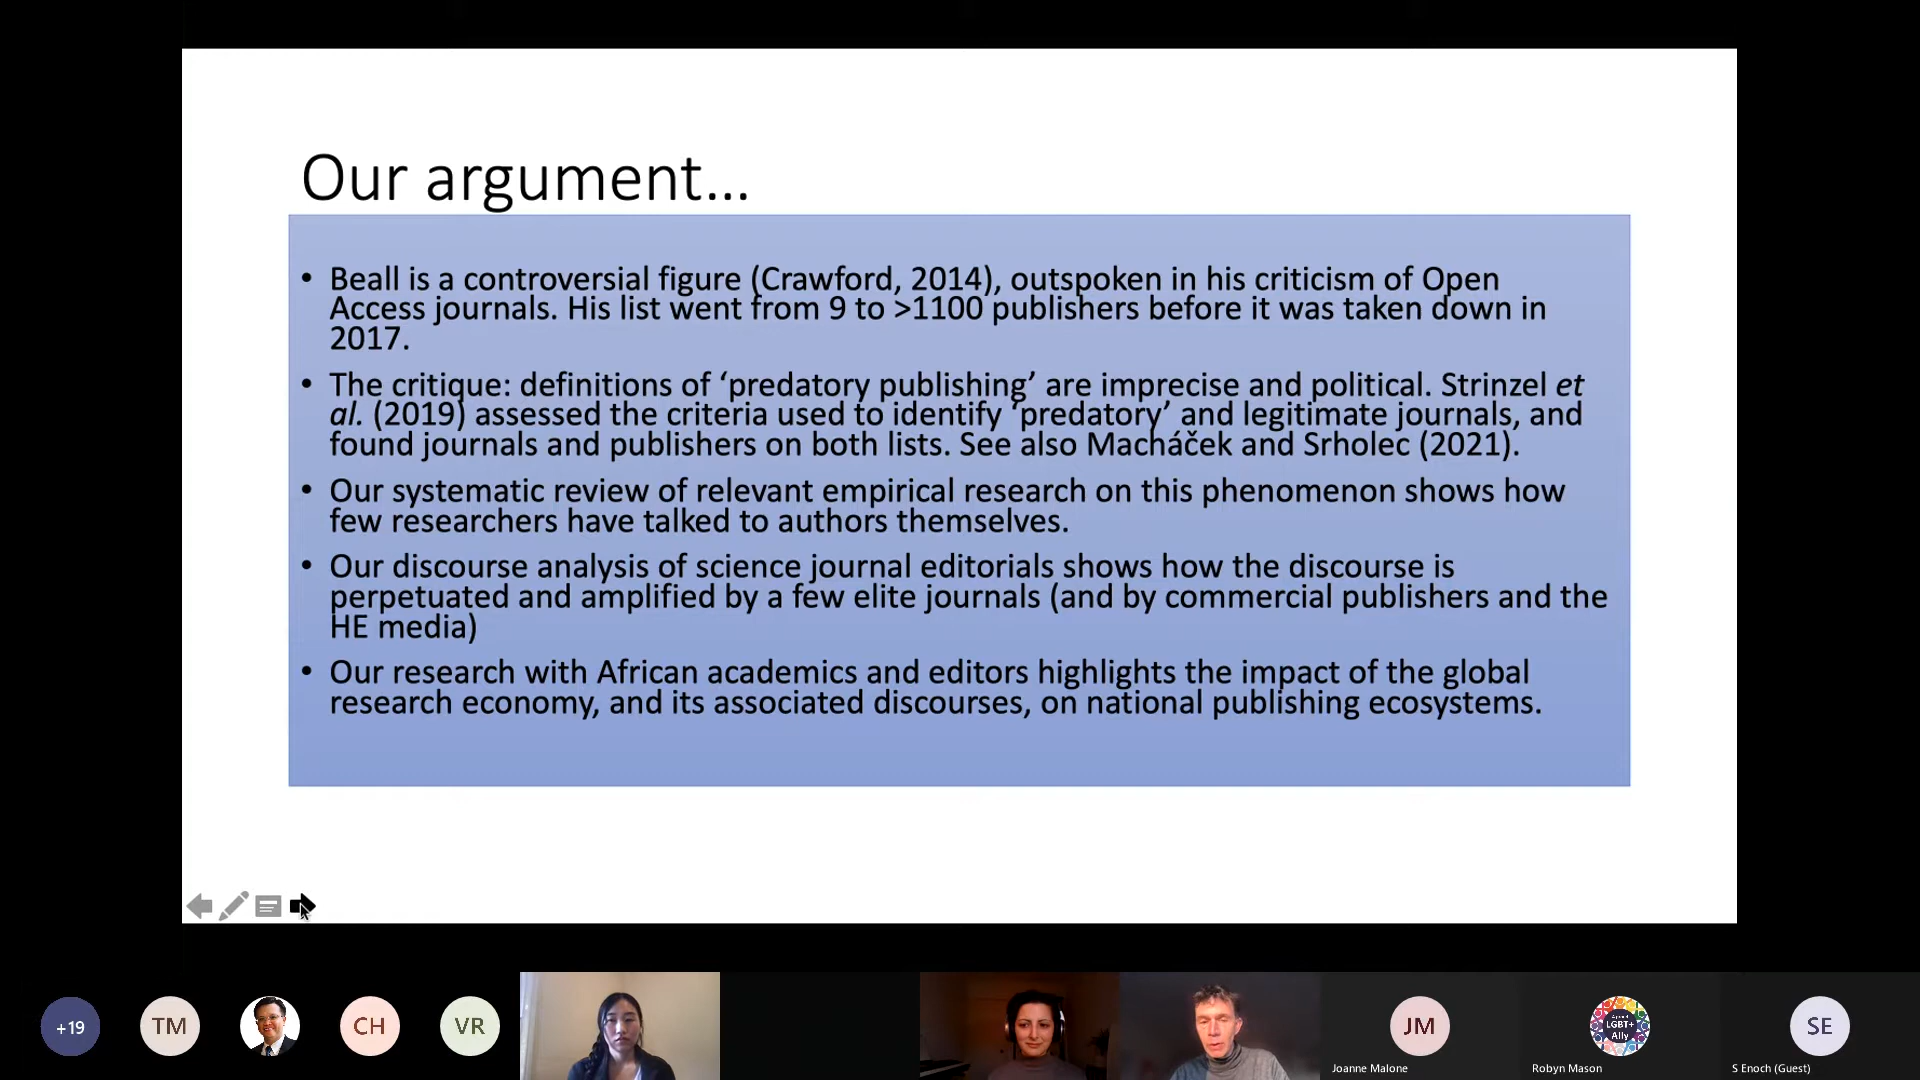 Our argument...
• Beall is a controversial figure (Crawford, 2014), outspoken in his criticism of Open
Access journals. His list went from 9 to >1100 publishers before it was taken down in
2017.
• The critique: definitions of ‘predatory publishing’ are imprecise and political. Strinzel et
al. (2019) assessed the criteria used to identify ‘predatory’ and legitimate journals, and
found journals and publishers on both lists. See also Macháček and Srholec (2021).
• Our systematic review of relevant empirical research on this phenomenon shows how
few researchers have talked to authors themselves.
• Our discourse analysis of science journal editorials shows how the discourse is
perpetuated and amplified by a few elite journals (and by commercial publishers and the
HE media)
• Our research with African academics and editors highlights the impact of the global
research economy, and its associated discourses, on national publishing ecosystems.
+19
TM
CH
VR
JM
Joanne Malone
LGBT+
Ally
Robyn Mason
SE
S Enoch (Guest)